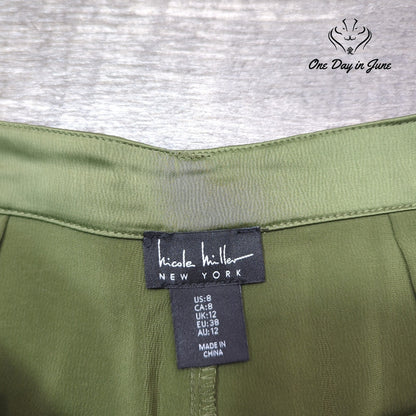 One Day in June
nicole miller
NEW YORK
US:8
CA:8
UK:12
EU:38
AU:12
MADE IN
CHINA